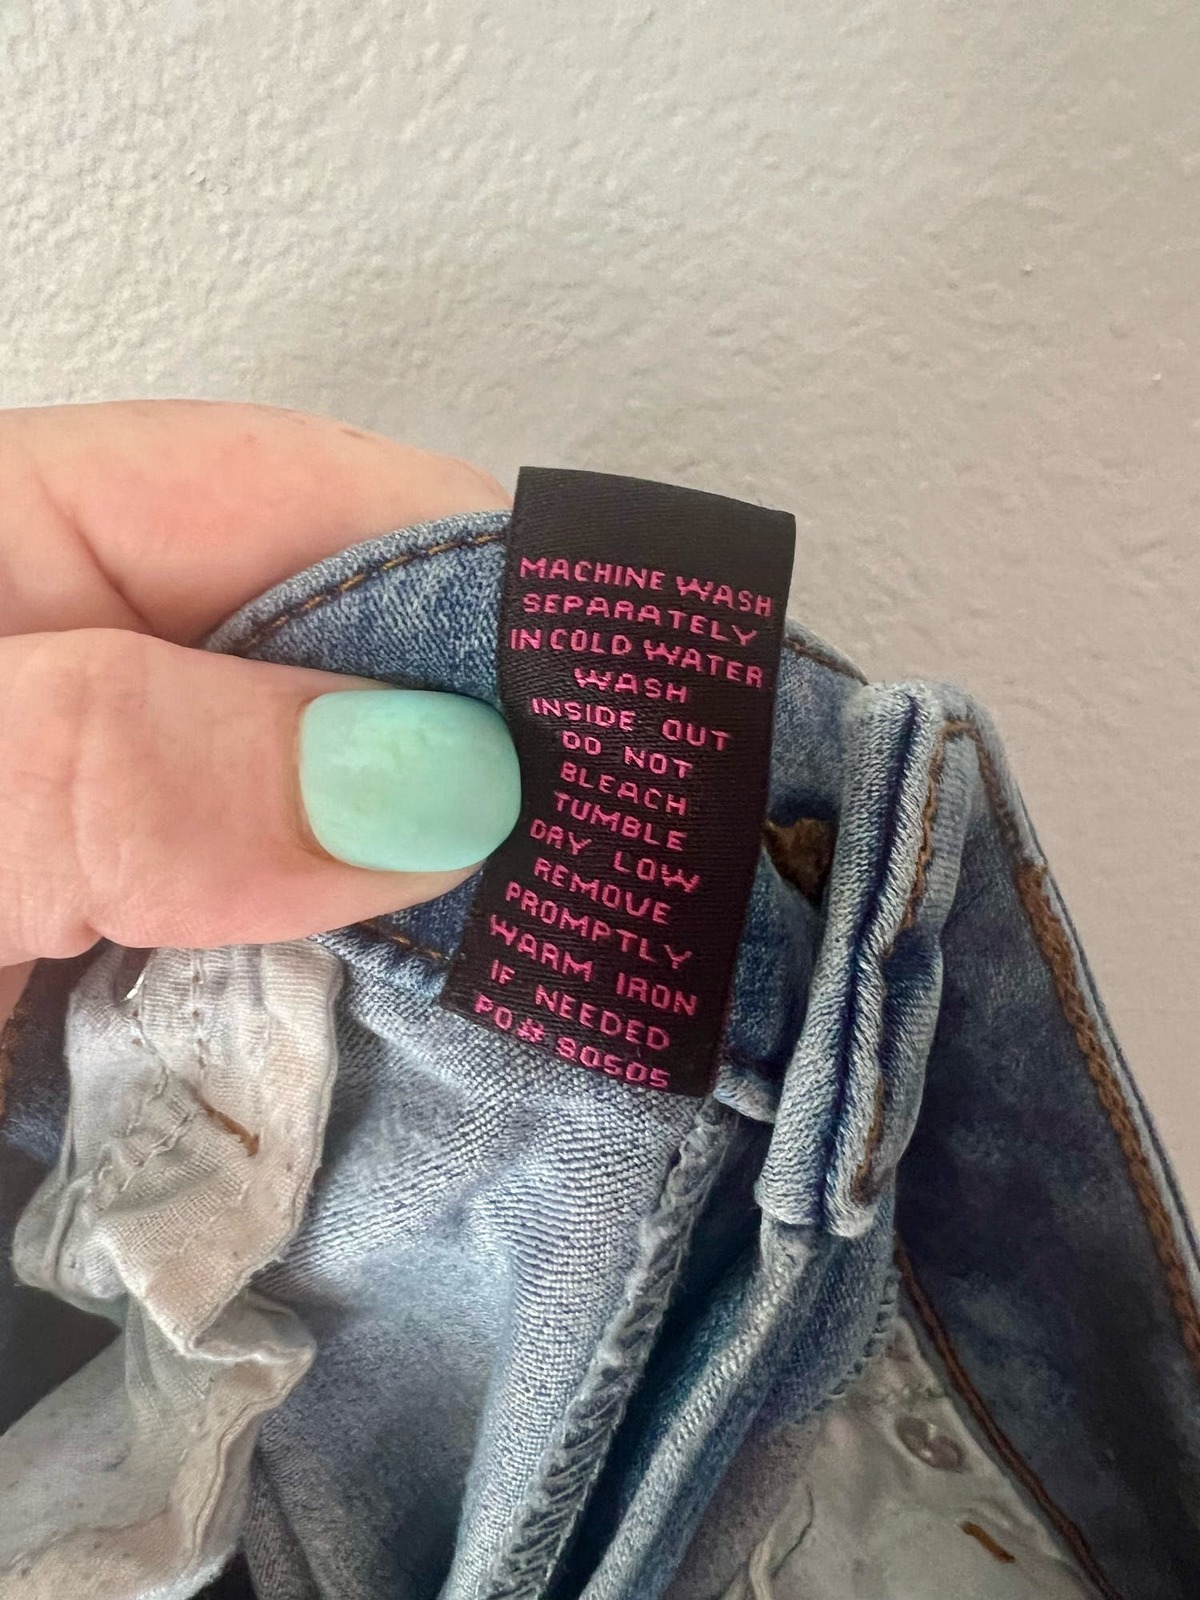 MACHINE WASH
SEPARATELY
IN COLD WATER
WASH
INSIDE OUT
DO NOT
BLEACH
TUMBLE
DRY LOW
REMOVE
PROMPTLY
WARM IRON
IF NEEDED
PO# 90505